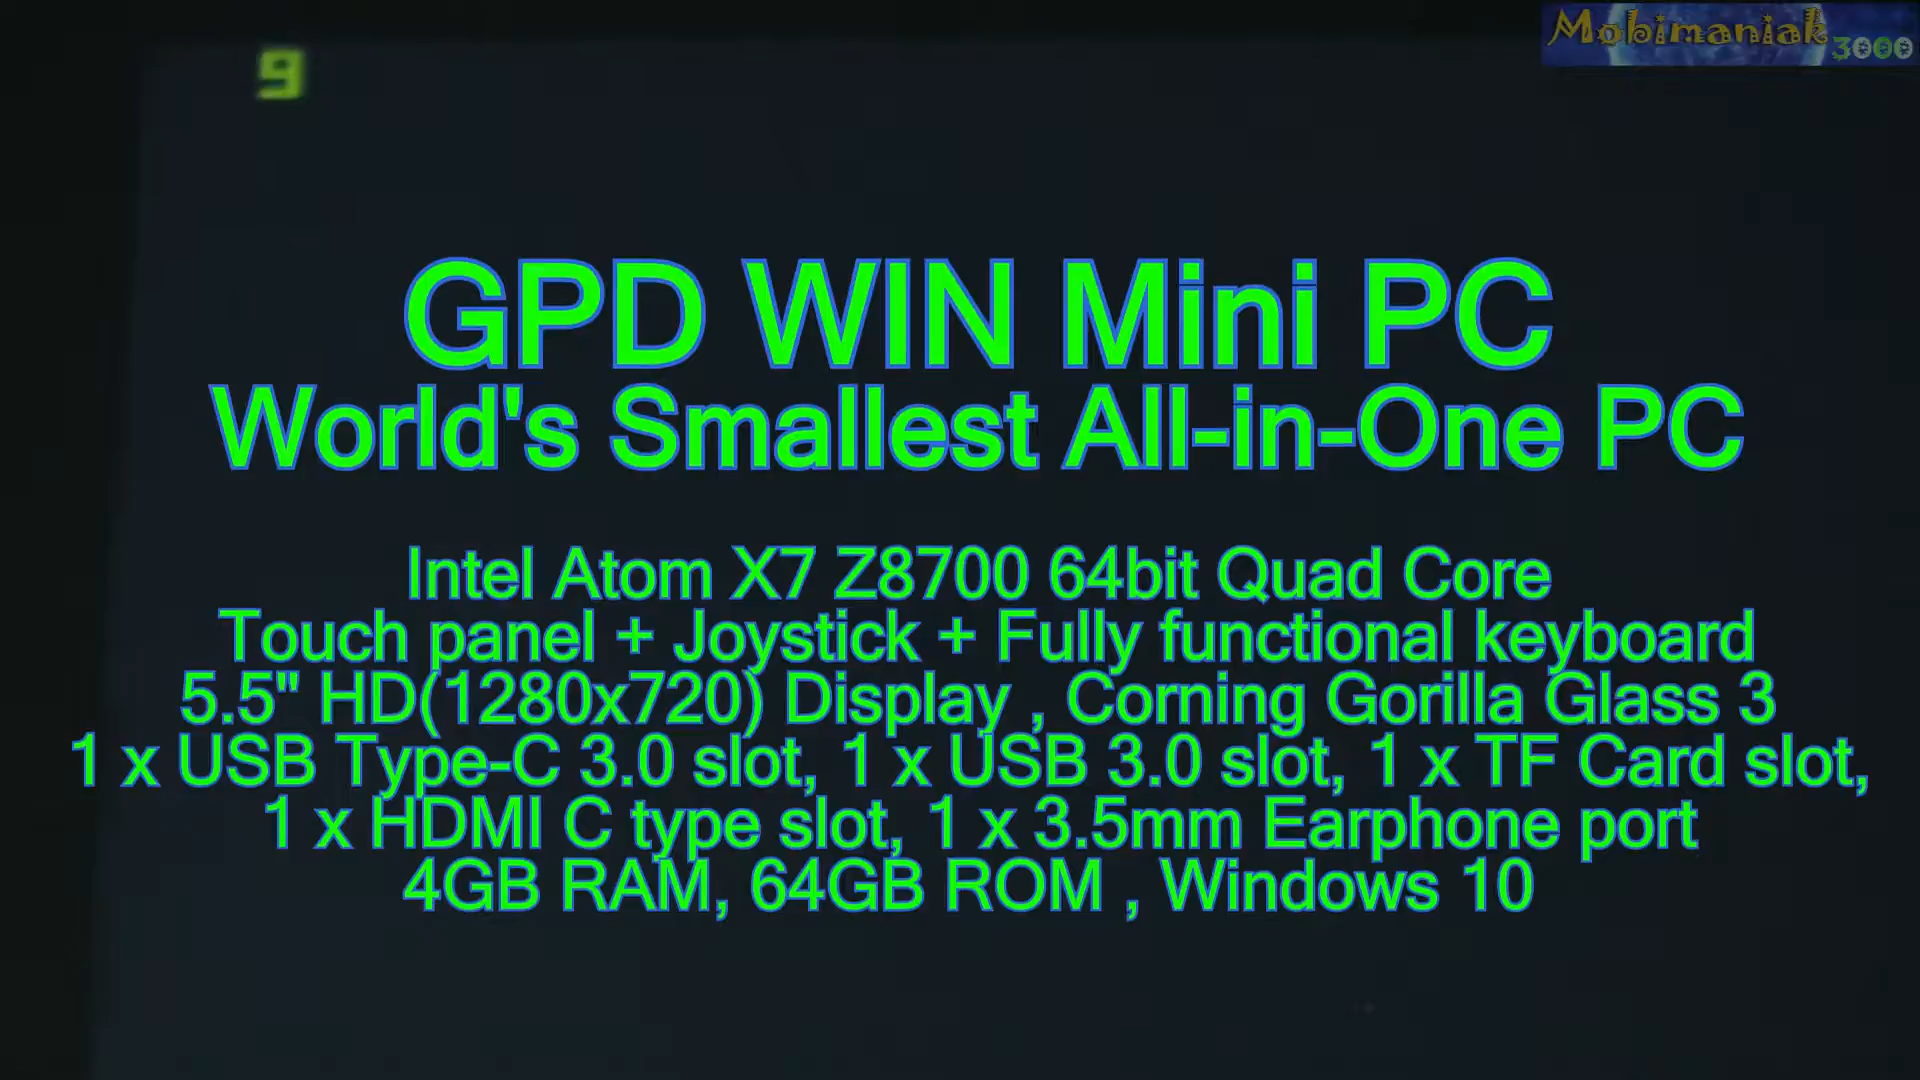 Mobimaniak
3000
9
GPD WIN Mini PC
World's Smallest All-in-One PC
Intel Atom X7 Z8700 64bit Quad Core
Touch panel + Joystick + Fully functional keyboard
5.5" HD(1280x720) Display , Corning Gorilla Glass 3
1 x USB Type-C 3.0 slot, 1 x USB 3.0 slot, 1 x TF Card slot,
1 x HDMI C type slot, 1 x 3.5mm Earphone port
4GB RAM, 64GB ROM , Windows 10